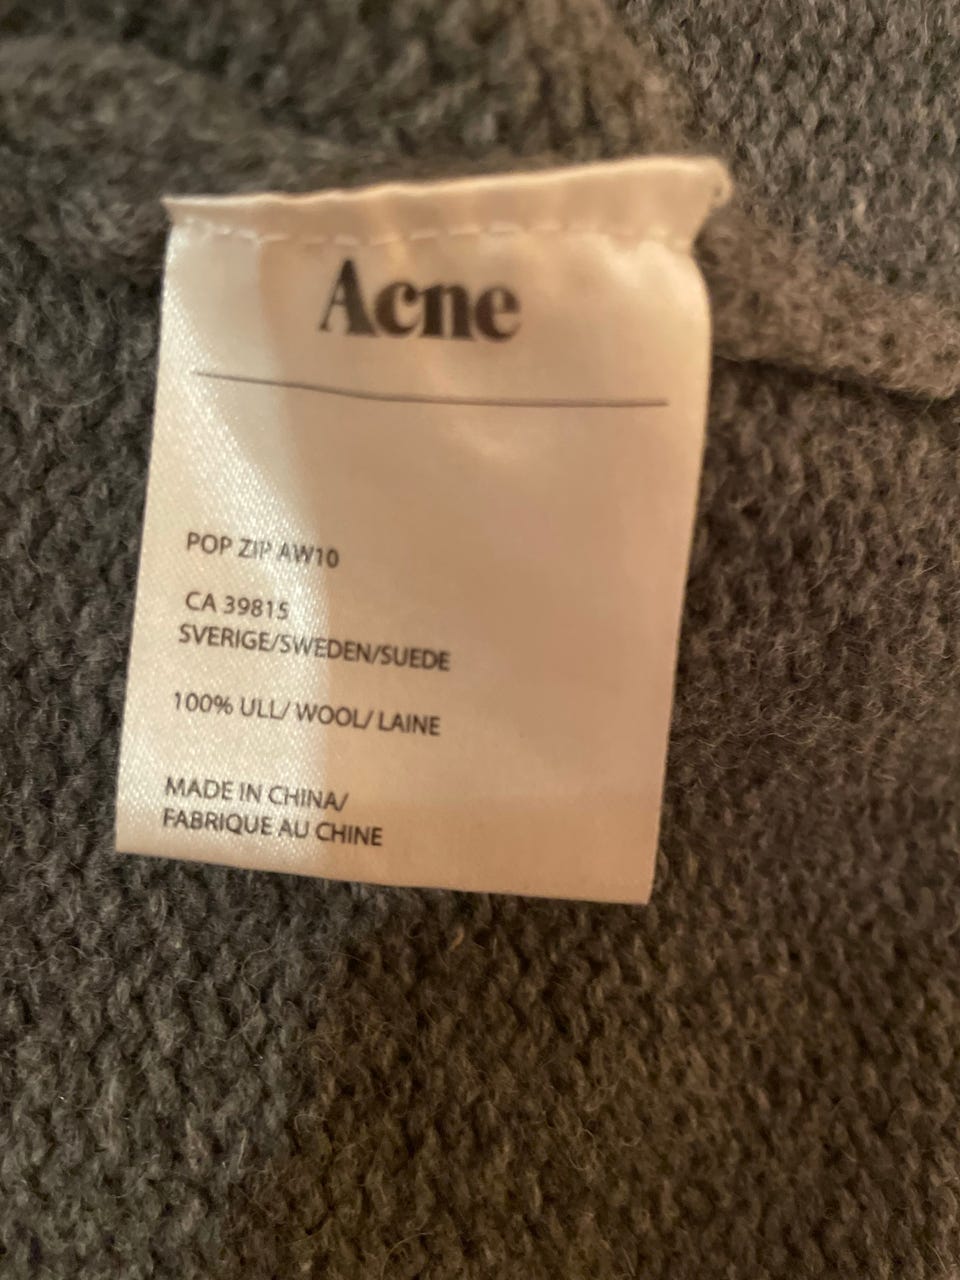 Acne
POP ZIP AW10
CA 39815
SVERIGE/SWEDEN/SUEDE
100% ULL/ WOOL/ LAINE
MADE IN CHINA/
FABRIQUE AU CHINE